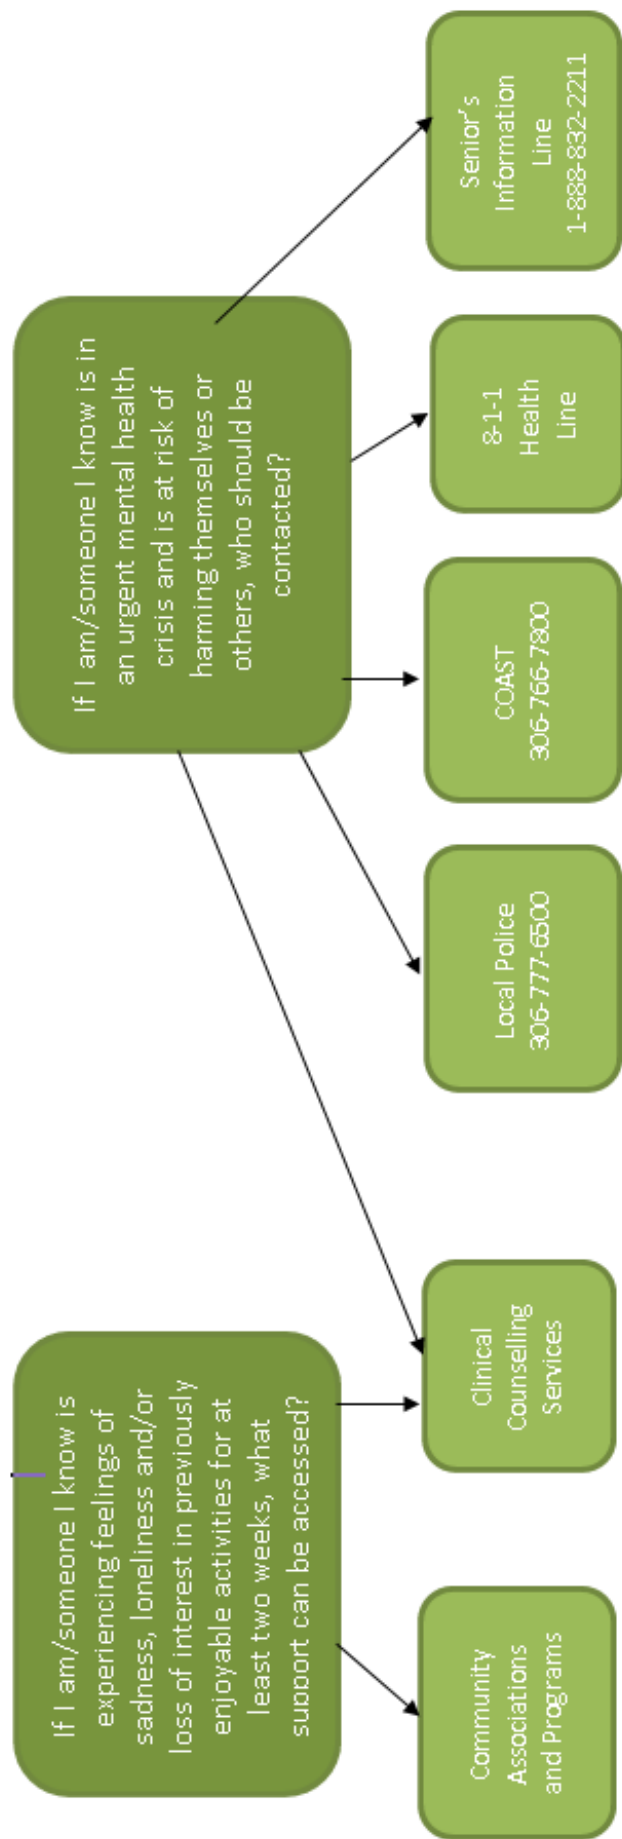 If I am/someone I know is
experiencing feelings of
sadness, loneliness and/or
loss of interest in previously
enjoyable activities for at
least two weeks, what
support can be accessed?
If I am/someone I know is in
an urgent mental health
crisis and is at risk of
harming themselves or
others, who should be
contacted?
Community
Associations
and Programs
Clinical
Counselling
Services
Local Police
306-777-6500
COAST
306-766-7800
8-1-1
Health
Line
Senior's
Information
Line
1-888-832-2211